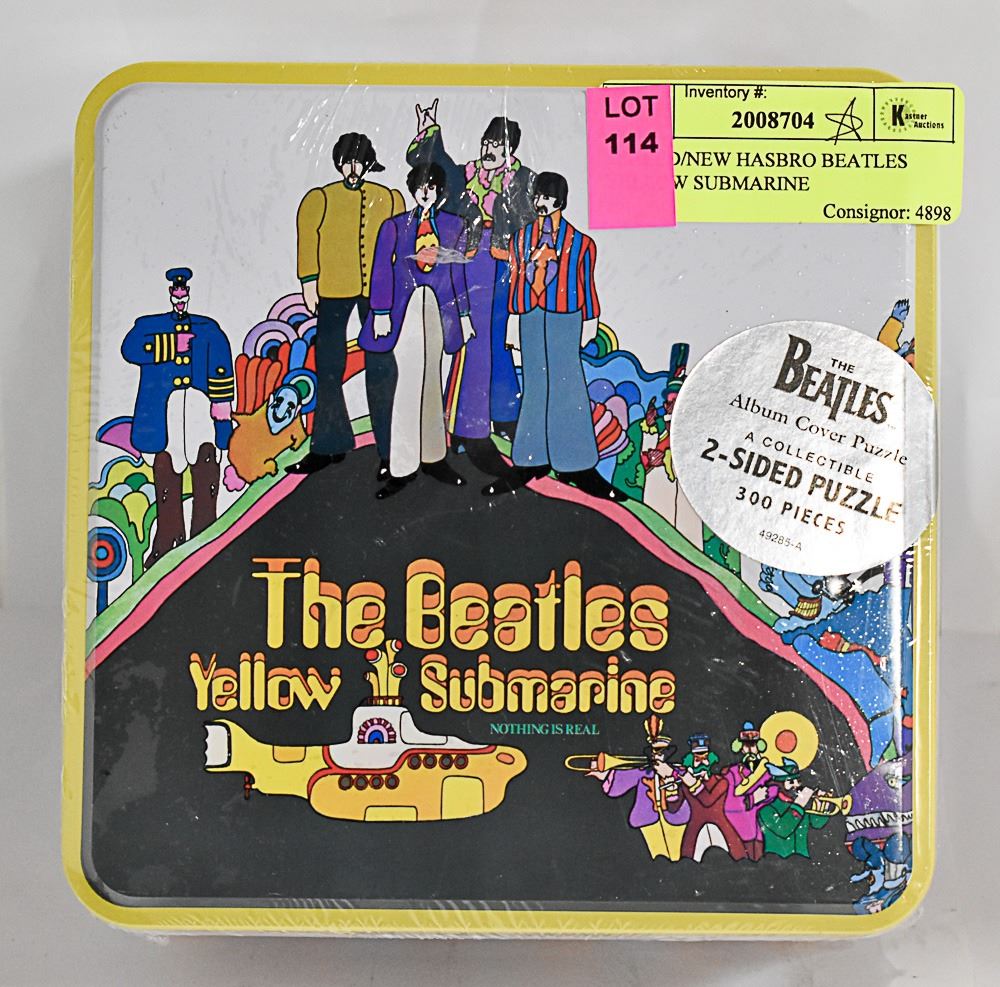 LOT
114
Inventory #:
2008704
Kastner
Auctions
/NEW HASBRO BEATLES
SUBMARINE
Consignor: 4898
THE
BEATLES
Album Cover Puzzle
A COLLECTIBLE
2-SIDED PUZZLE
300 PIECES
49285-A
The Beatles
Yellow Submarine
NOTHING IS REAL